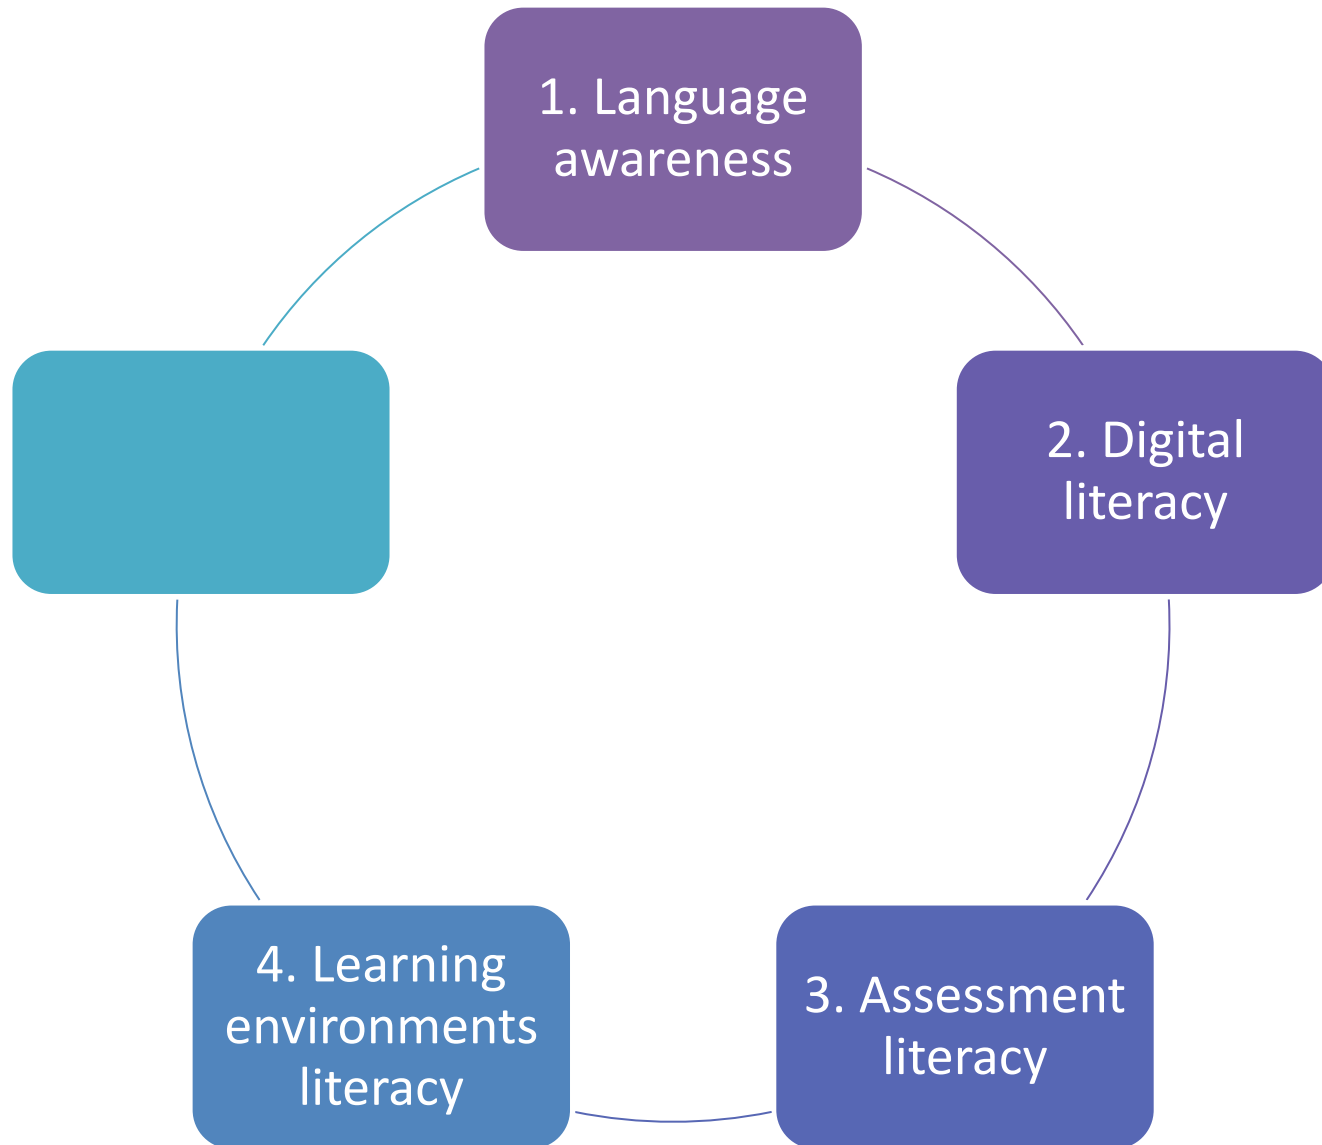 1. Language
awareness
2. Digital
literacy
3. Assessment
literacy
4. Learning
environments
literacy